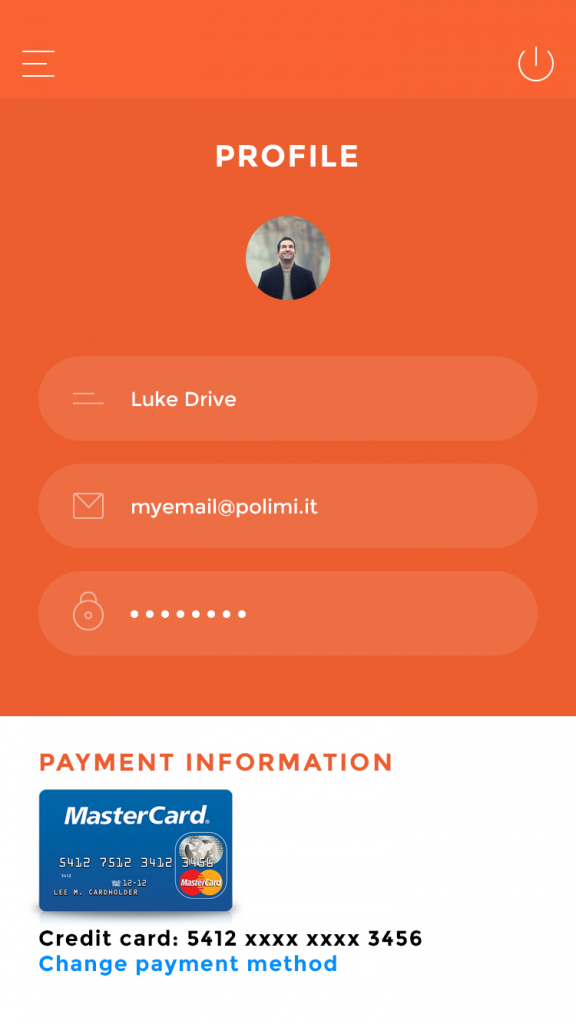 PROFILE
Luke Drive
myemail@polimi.it
PAYMENT INFORMATION
MasterCard
5412 7512 3412 3456
5412
12-12
MasterCard
LEE M. CARDHOLDER
Credit card: 5412 xxxx xxxx 3456
Change payment method